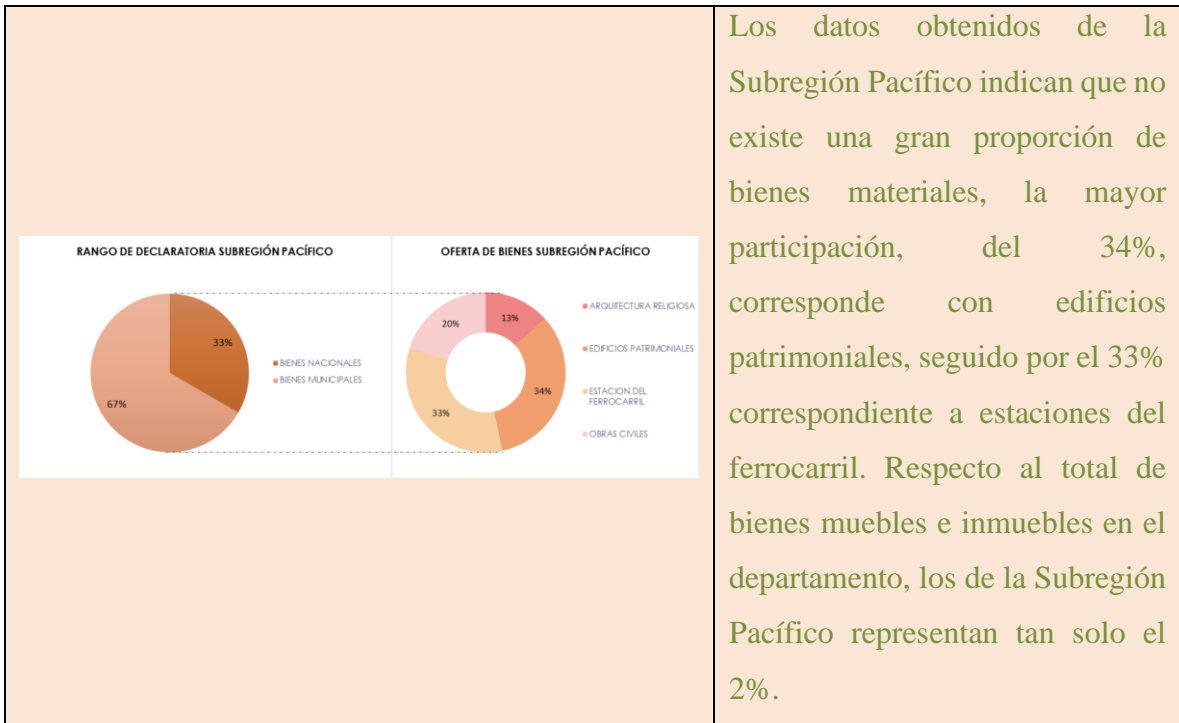 RANGO DE DECLARATORIA SUBREGIÓN PACÍFICO
33%
67%
BIENES NACIONALES
BIENES MUNICIPALES
OFERTA DE BIENES SUBREGIÓN PACÍFICO
20%
13%
33%
34%
ARQUITECTURA RELIGIOSA
EDIFICIOS PATRIMONIALES
ESTACION DEL
FERROCARRIL
OBRAS CIVILES
Los datos obtenidos de la
Subregión Pacífico indican que no
existe una gran proporción de
bienes materiales, la mayor
participación, del 34%,
corresponde con edificios
patrimoniales, seguido por el 33%
correspondiente a estaciones del
ferrocarril. Respecto al total de
bienes muebles e inmuebles en el
departamento, los de la Subregión
Pacífico representan tan solo el
2%.